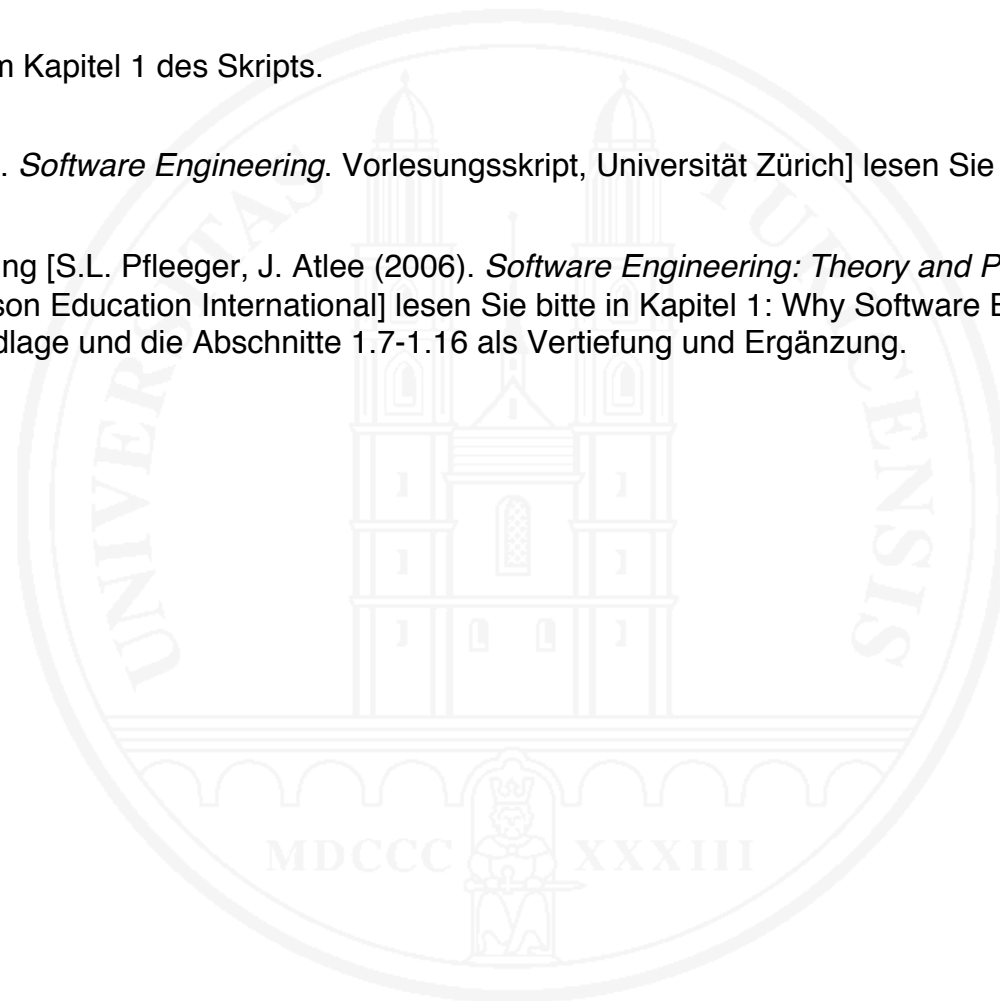 m Kapitel 1 des Skripts.
. Software Engineering. Vorlesungsskript, Universität Zürich] lesen Sie
ng [S.L. Pfleeger, J. Atlee (2006). Software Engineering: Theory and P
son Education International] lesen Sie bitte in Kapitel 1: Why Software E
dlage und die Abschnitte 1.7-1.16 als Vertiefung und Ergänzung.
UNIVERSITAS TURICENSIS
MDCCC XXXIII